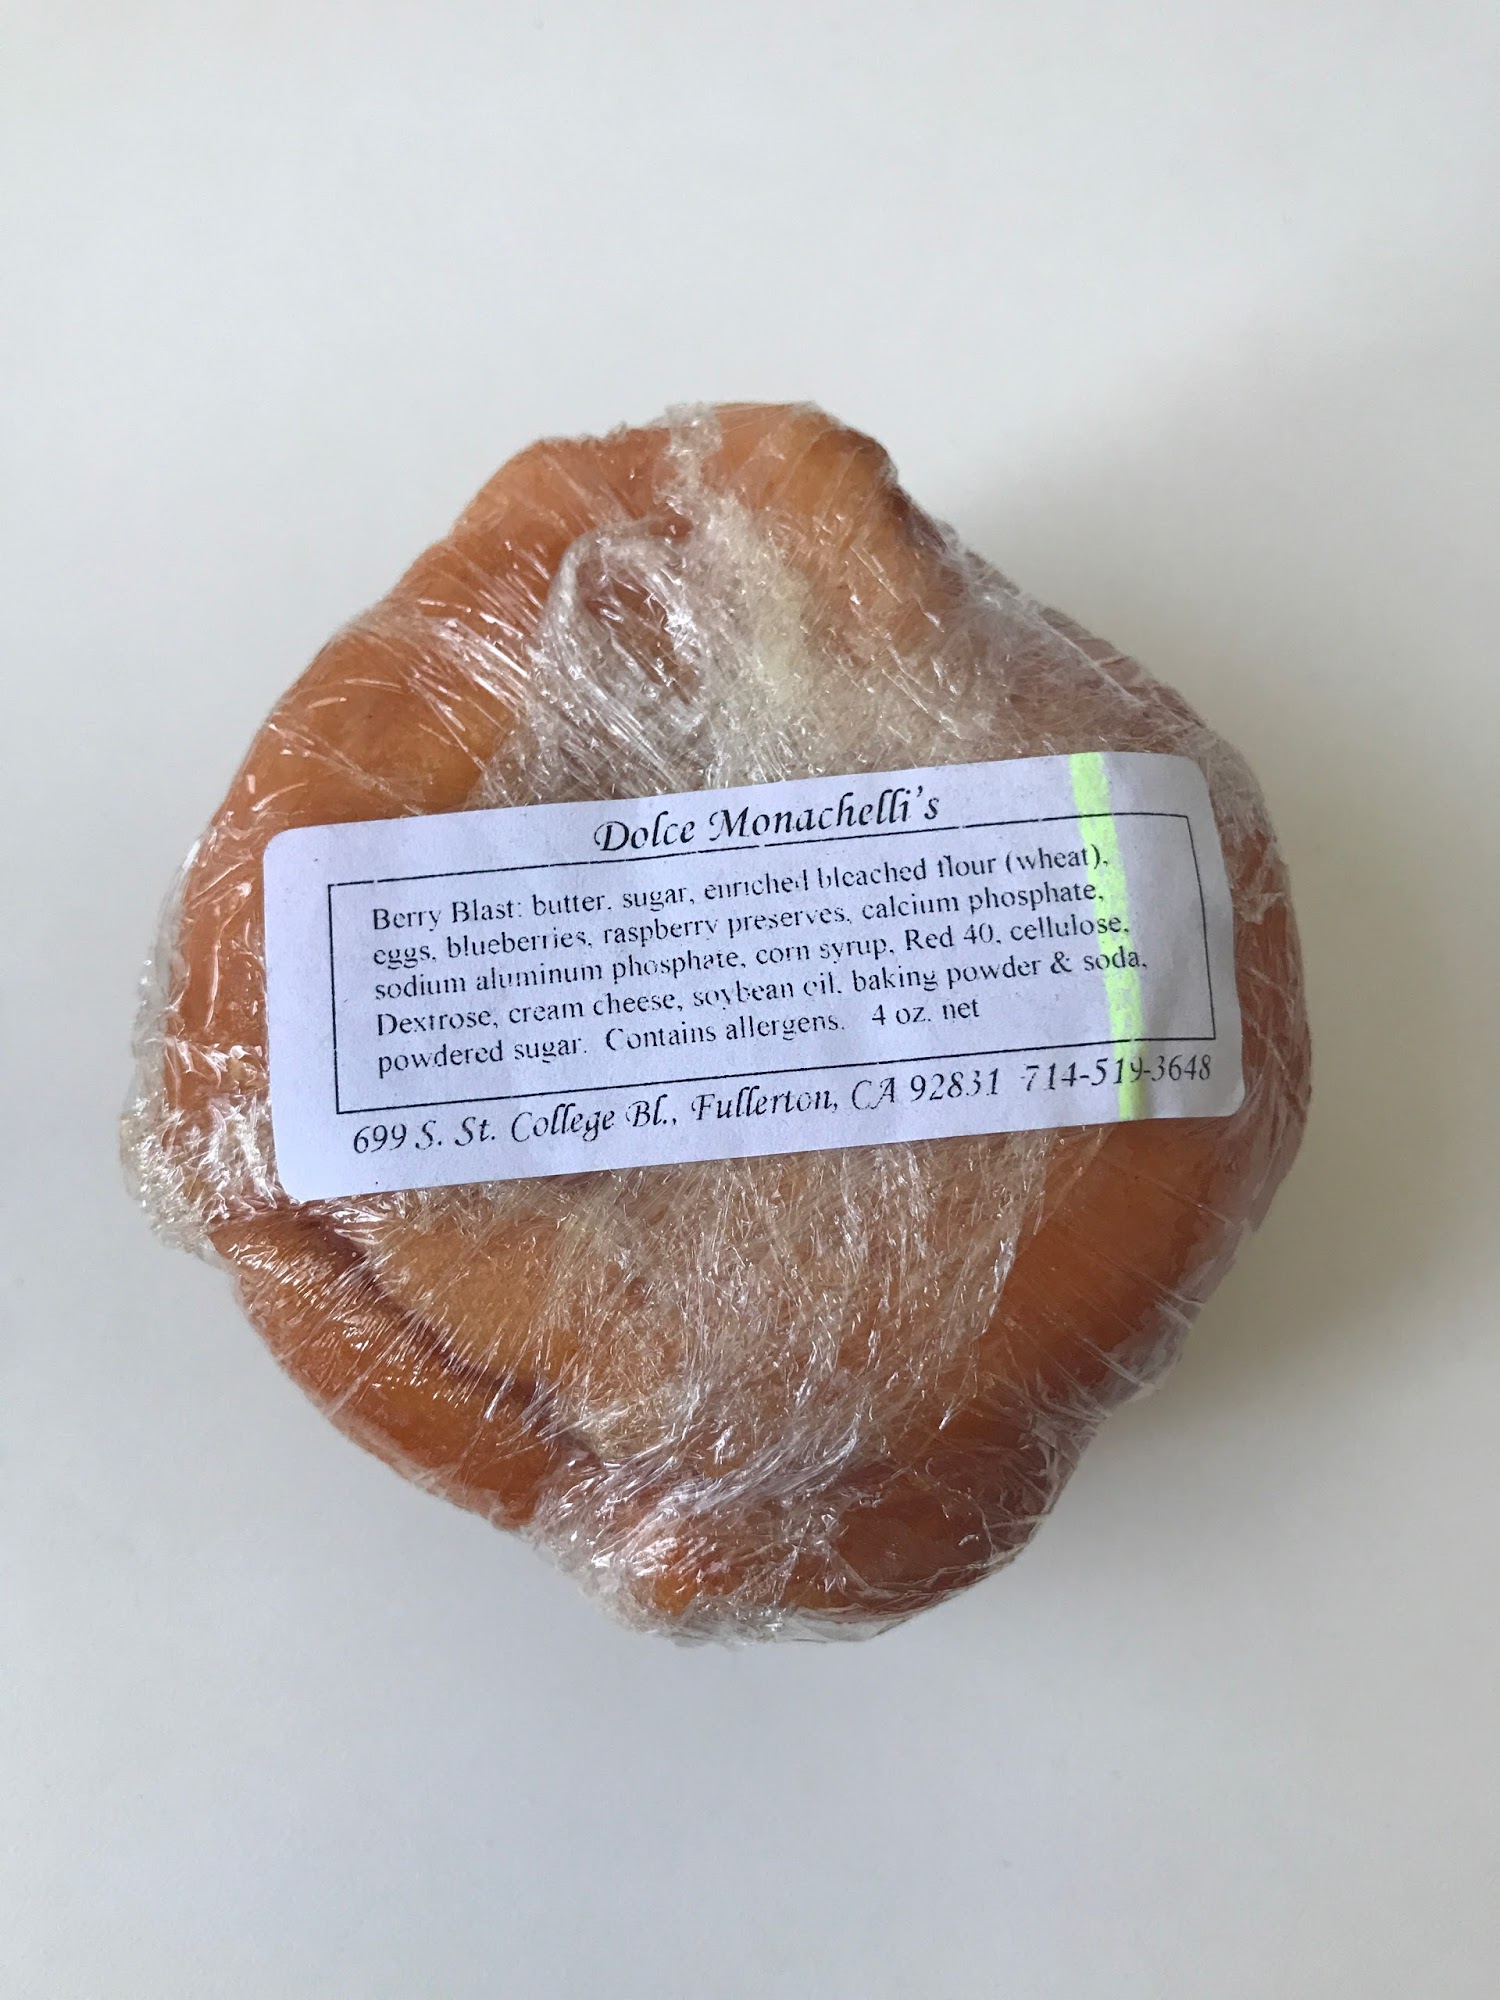 Dolce Monachelli's
Berry Blast: butter, sugar, enriched bleached flour (wheat),
eggs, blueberries, raspberry preserves, calcium phosphate,
sodium aluminum phosphate, corn syrup, Red 40, cellulose,
Dextrose, cream cheese, soybean oil, baking powder & soda,
powdered sugar. Contains allergens. 4 oz. net
699 S. St. College Bl., Fullerton, CA 92831 714-519-3648